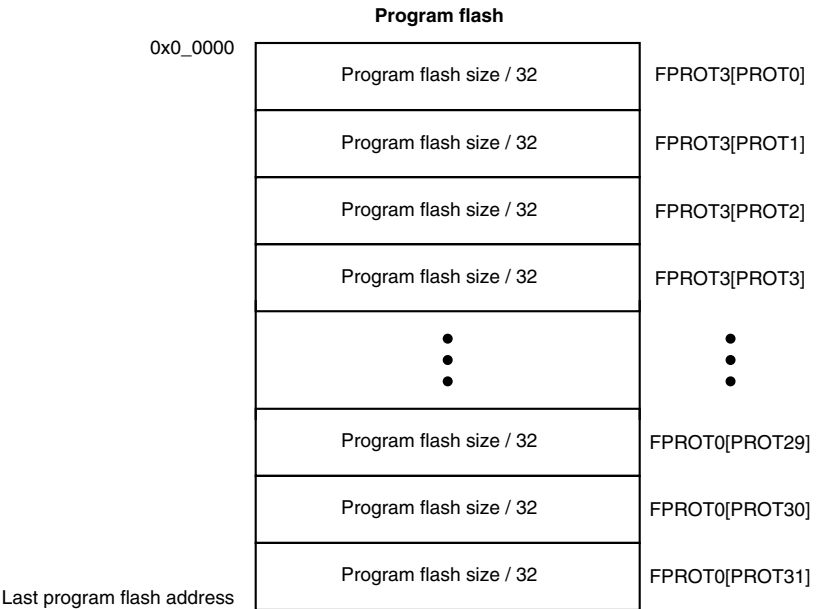 Program flash
0x0_0000
Program flash size / 32 FPROT3[PROT0]
Program flash size / 32 FPROT3[PROT1]
Program flash size / 32 FPROT3[PROT2]
Program flash size / 32 FPROT3[PROT3]
Program flash size / 32 FPROT0[PROT29]
Program flash size / 32 FPROT0[PROT30]
Program flash size / 32 FPROT0[PROT31]
Last program flash address